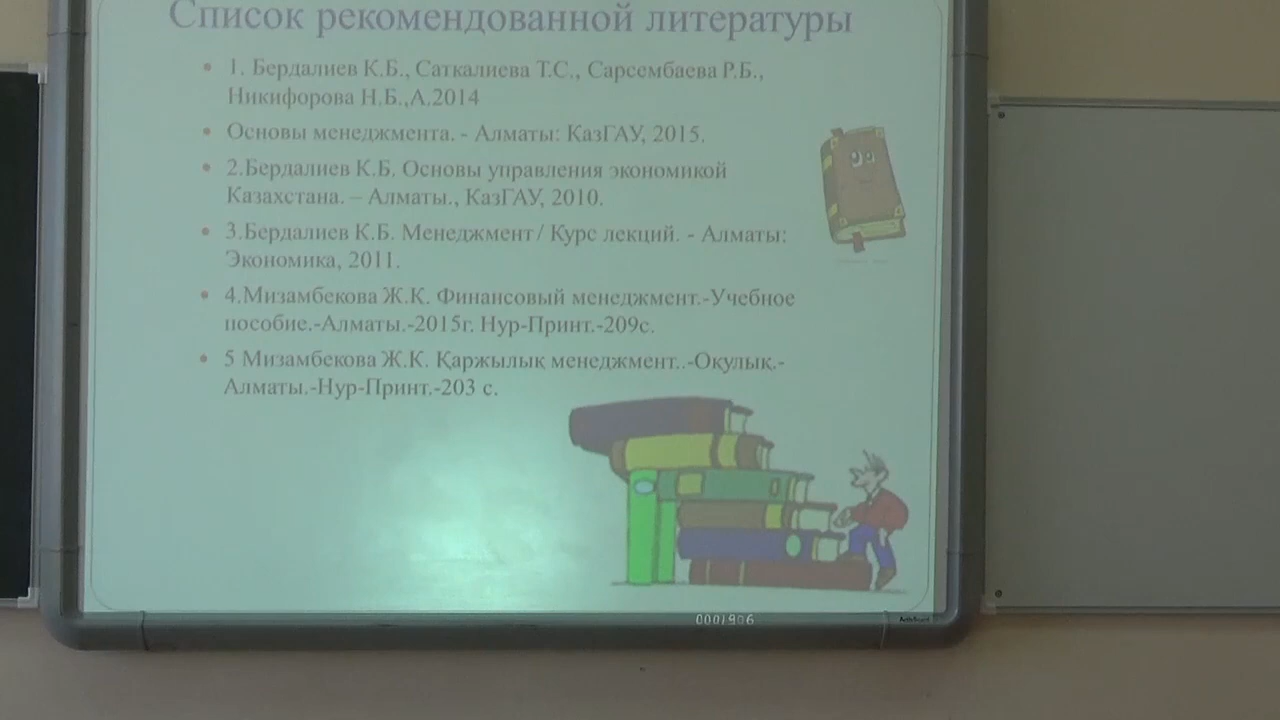 Список рекомендованной литературы
1. Бердалиев К.Б., Саткалиева Т.С., Сарсембаева Р.Б.,
Никифорова Н.Б.,А.2014
Основы менеджмента. - Алматы: КазГАУ, 2015.
2.Бердалиев К.Б. Основы управления экономикой
Казахстана. – Алматы., КазГАУ, 2010.
3.Бердалиев К.Б. Менеджмент / Курс лекций. - Алматы:
Экономика, 2011.
4.Мизамбекова Ж.К. Финансовый менеджмент.-Учебное
пособие.-Алматы.-2015г. Нур-Принт.-209с.
5 Мизамбекова Ж.К. Қаржылық менеджмент..-Оқулық.-
Алматы.-Нур-Принт.-203 с.
000/906